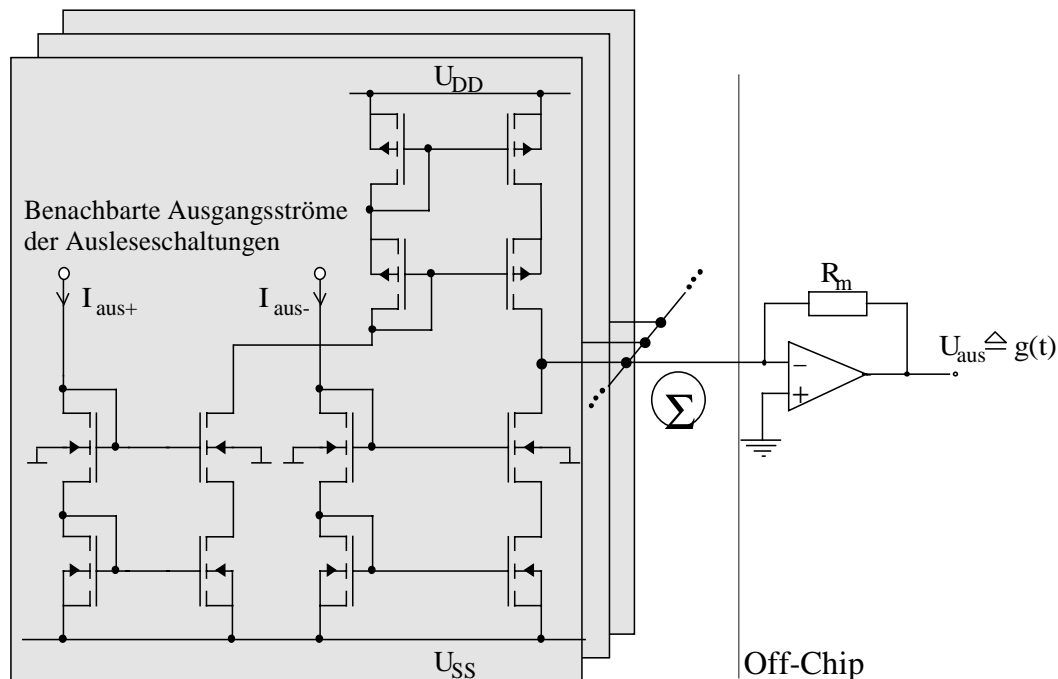 U_DD
Benachbarte Ausgangsströme
der Ausleseschaltungen
I_aus+
I_aus-
R_m
U_aus ≙ g(t)
−
+
Σ
U_SS
Off-Chip